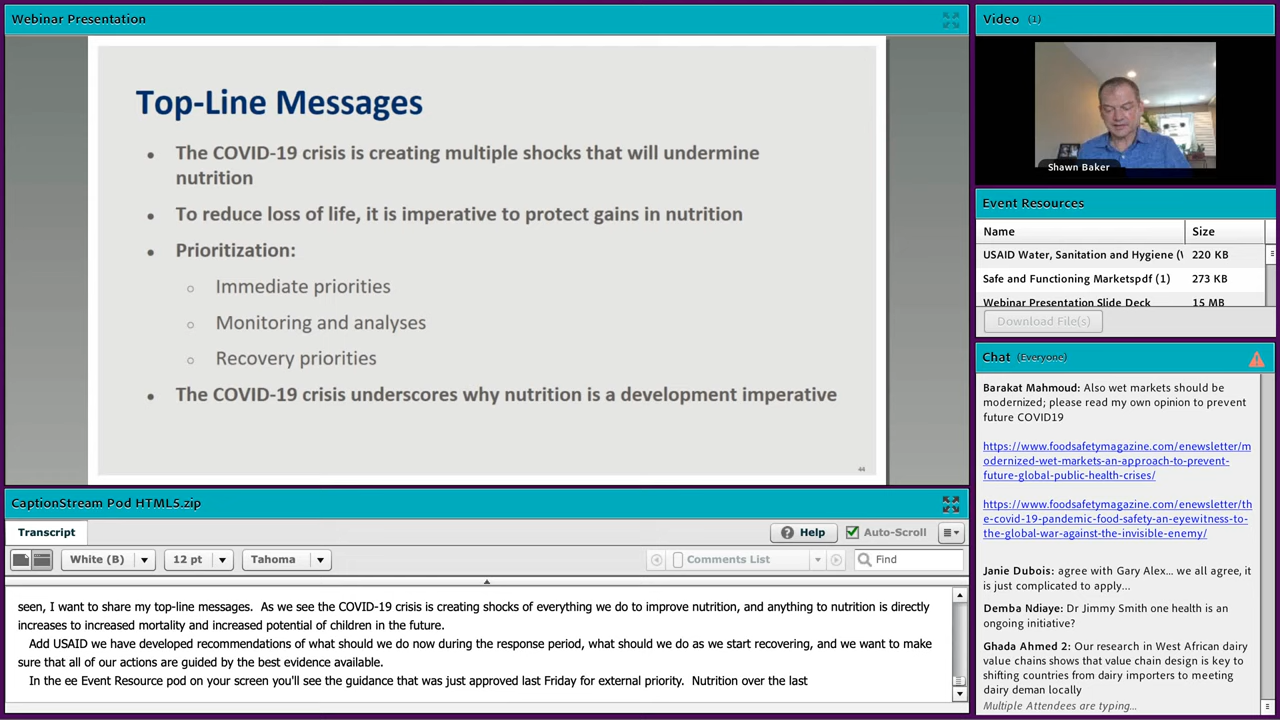 Webinar Presentation
Top-Line Messages
The COVID-19 crisis is creating multiple shocks that will undermine
nutrition
To reduce loss of life, it is imperative to protect gains in nutrition
Prioritization:
Immediate priorities
Monitoring and analyses
Recovery priorities
The COVID-19 crisis underscores why nutrition is a development imperative
44
CaptionStream Pod HTML5.zip
Transcript
Help
Auto-Scroll
White (B)
12 pt
Tahoma
Comments List
Find
seen, I want to share my top-line messages.  As we see the COVID-19 crisis is creating shocks of everything we do to improve nutrition, and anything to nutrition is directly
increases to increased mortality and increased potential of children in the future.
Add USAID we have developed recommendations of what should we do now during the response period, what should we do as we start recovering, and we want to make
sure that all of our actions are guided by the best evidence available.
In the ee Event Resource pod on your screen you'll see the guidance that was just approved last Friday for external priority.  Nutrition over the last
Video (1)
Shawn Baker
Event Resources
Name Size
USAID Water, Sanitation and Hygiene ( 220 KB
Safe and Functioning Marketspdf (1) 273 KB
Webinar Presentation Slide Deck 15 MB
Download File(s)
Chat (Everyone)
Barakat Mahmoud: Also wet markets should be
modernized; please read my own opinion to prevent
future COVID19
https://www.foodsafetymagazine.com/enewsletter/m
odernized-wet-markets-an-approach-to-prevent-
future-global-public-health-crises/
https://www.foodsafetymagazine.com/enewsletter/th
e-covid-19-pandemic-food-safety-an-eyewitness-to-
the-global-war-against-the-invisible-enemy/
Janie Dubois: agree with Gary Alex... we all agree, it
is just complicated to apply...
Demba Ndiaye: Dr Jimmy Smith one health is an
ongoing initiative?
Ghada Ahmed 2: Our research in West African dairy
value chains shows that value chain design is key to
shifting countries from dairy importers to meeting
dairy deman locally
Multiple Attendees are typing...